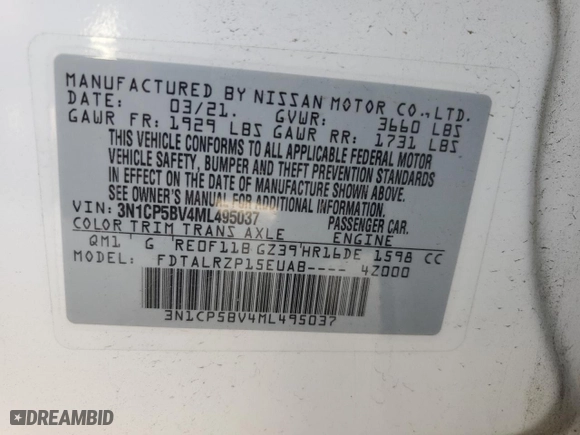 MANUFACTURED BY NISSAN MOTOR CO.,LTD.
DATE: 03/21. GVWR: 3660 LBS
GAWR FR: 1929 LBS GAWR RR: 1731 LBS
THIS VEHICLE CONFORMS TO ALL APPLICABLE FEDERAL MOTOR
VEHICLE SAFETY, BUMPER AND THEFT PREVENTION STANDARDS
IN EFFECT ON THE DATE OF MANUFACTURE SHOWN ABOVE.
SEE OWNER'S MANUAL FOR ADDITIONAL LOADING INFORMATION.
VIN: 3N1CP5BV4ML495037 PASSENGER CAR.
COLOR TRIM TRANS AXLE ENGINE
QM1 G RE0F11B GZ39 HR16DE 1598 CC
MODEL: FDTALRZP15EUAB---- 4Z000
3N1CP5BV4ML495037
DREAMBID